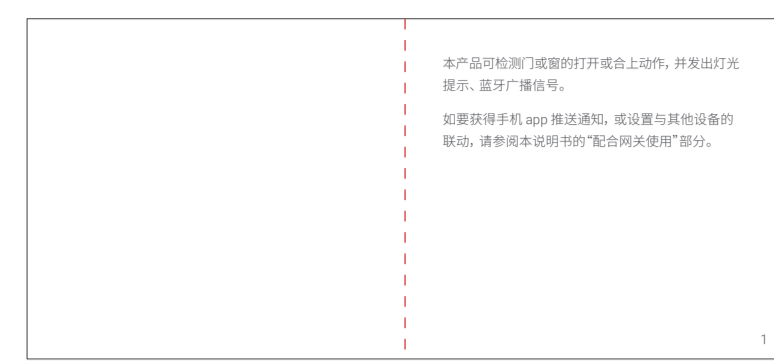 本产品可检测门或窗的打开或合上动作，并发出灯光
提示、蓝牙广播信号。
如要获得手机 app 推送通知，或设置与其他设备的
联动，请参阅本说明书的“配合网关使用”部分。
1